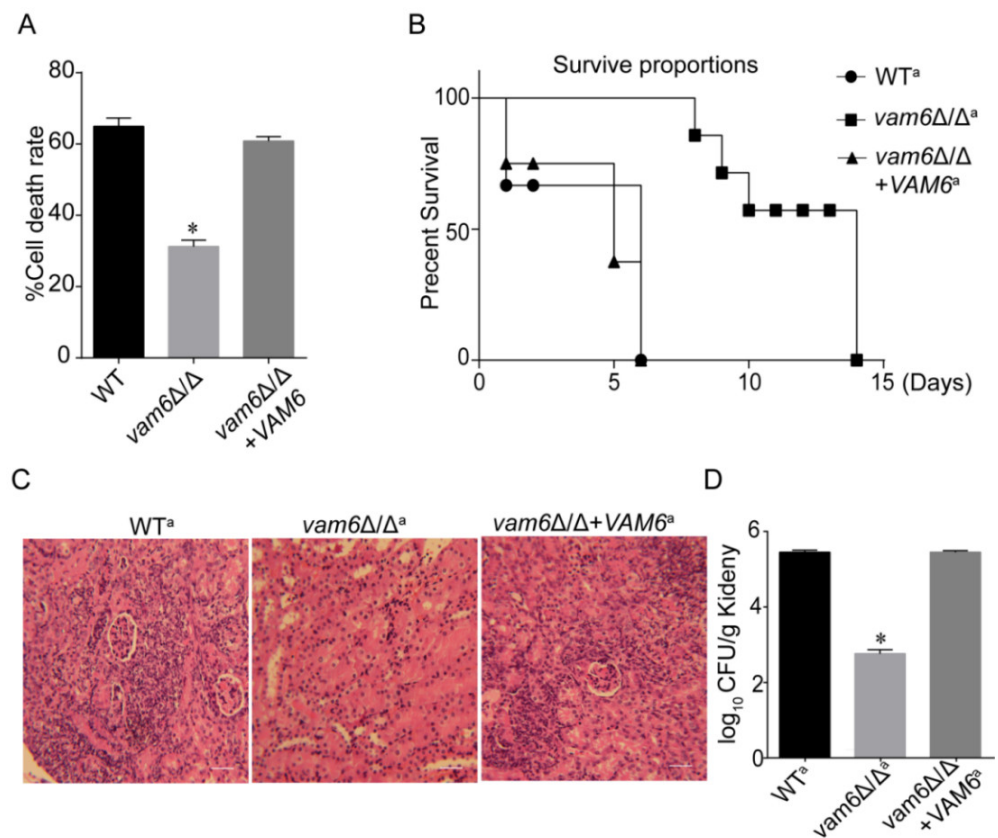 A
80
60
40
20
0
%Cell death rate
*
WT
vam6Δ/Δ
vam6Δ/Δ
+VAM6
B
Survive proportions
100
50
0
Precent Survival
0
5
10
15
(Days)
WTᵃ
vam6Δ/Δᵃ
vam6Δ/Δ
+VAM6ᵃ
C
WTᵃ
vam6Δ/Δᵃ
vam6Δ/Δ+VAM6ᵃ
D
6
4
2
0
log₁₀ CFU/g Kideny
*
WTᵃ
vam6Δ/Δᵃ
vam6Δ/Δ
+VAM6ᵃ